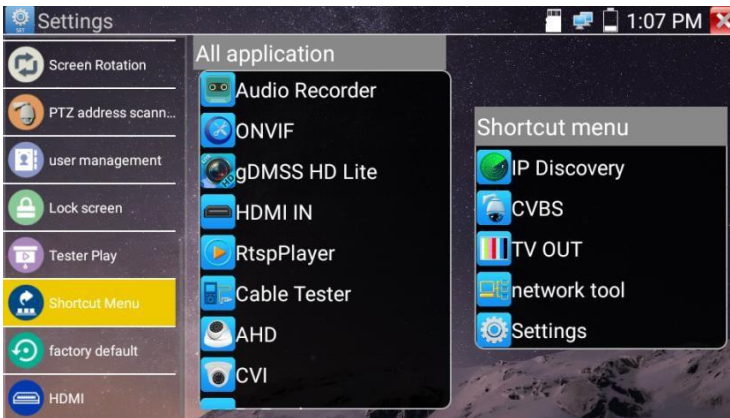 Settings
1:07 PM
Screen Rotation
PTZ address scann...
user management
Lock screen
Tester Play
Shortcut Menu
factory default
HDMI
All application
Audio Recorder
ONVIF
gDMSS HD Lite
HDMI IN
RtspPlayer
Cable Tester
AHD
CVI
Shortcut menu
IP Discovery
CVBS
TV OUT
network tool
Settings